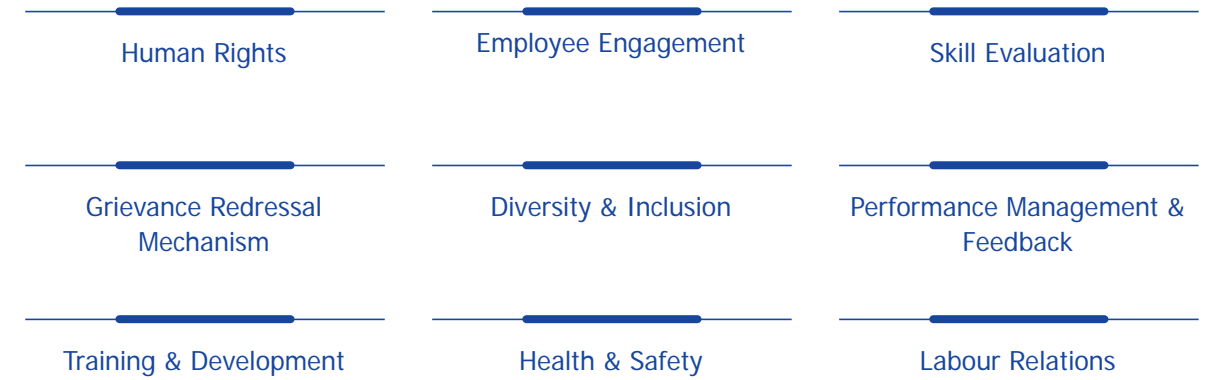 Human Rights
Employee Engagement
Skill Evaluation
Grievance Redressal
Mechanism
Diversity & Inclusion
Performance Management &
Feedback
Training & Development
Health & Safety
Labour Relations